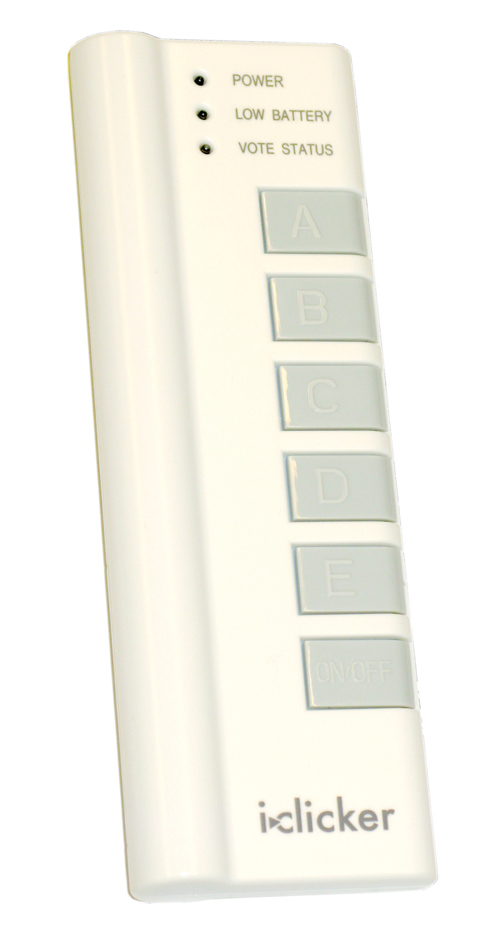 POWER
LOW BATTERY
VOTE STATUS
A
B
C
D
E
ON·OFF
i>clicker